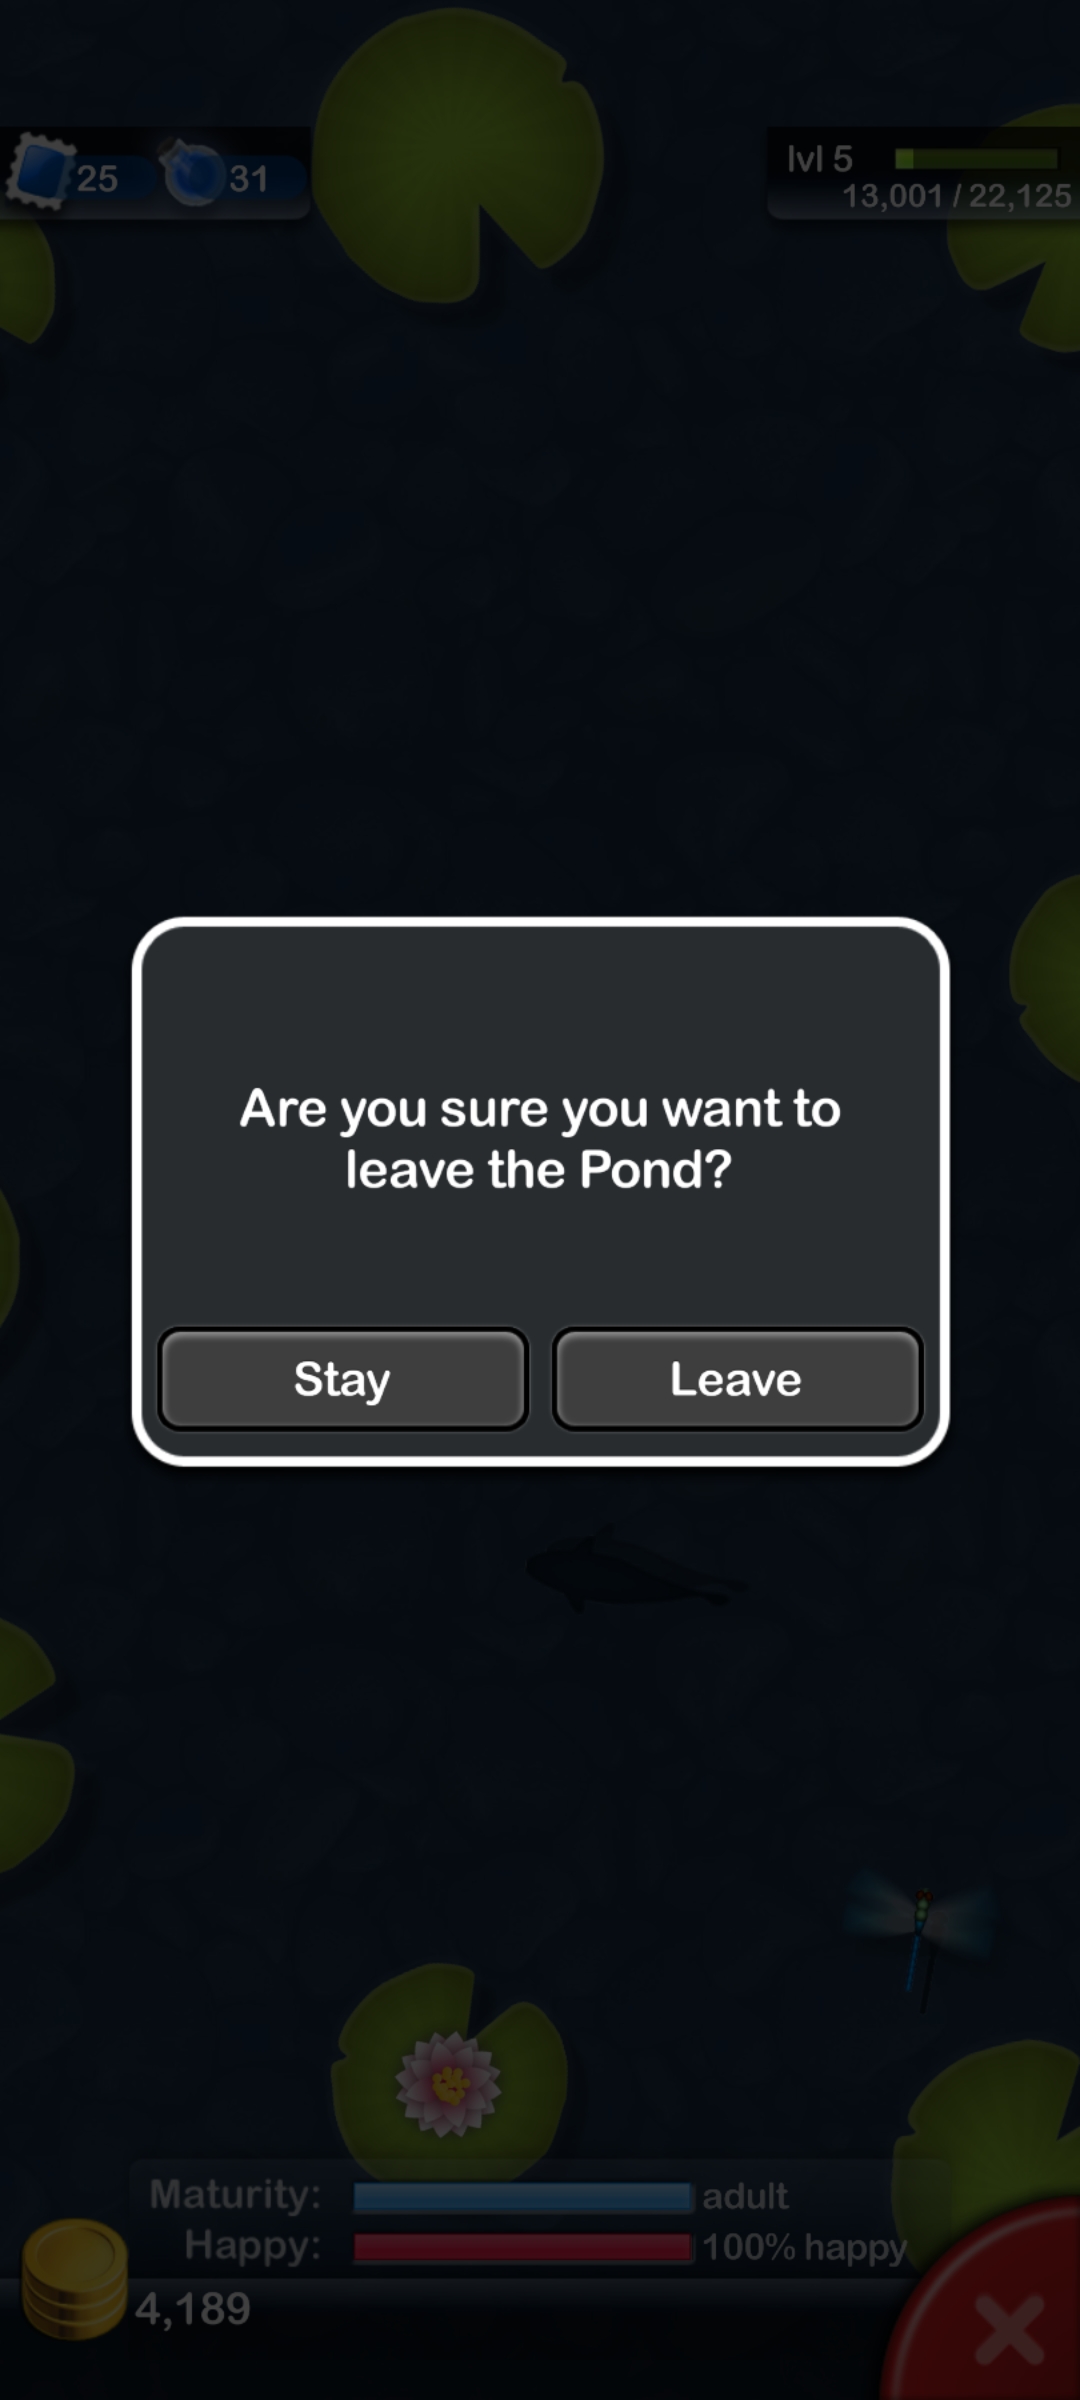 25
31
lvl 5
13,001 / 22,125
Are you sure you want to
leave the Pond?
Stay
Leave
Maturity:
adult
Happy:
100% happy
4,189